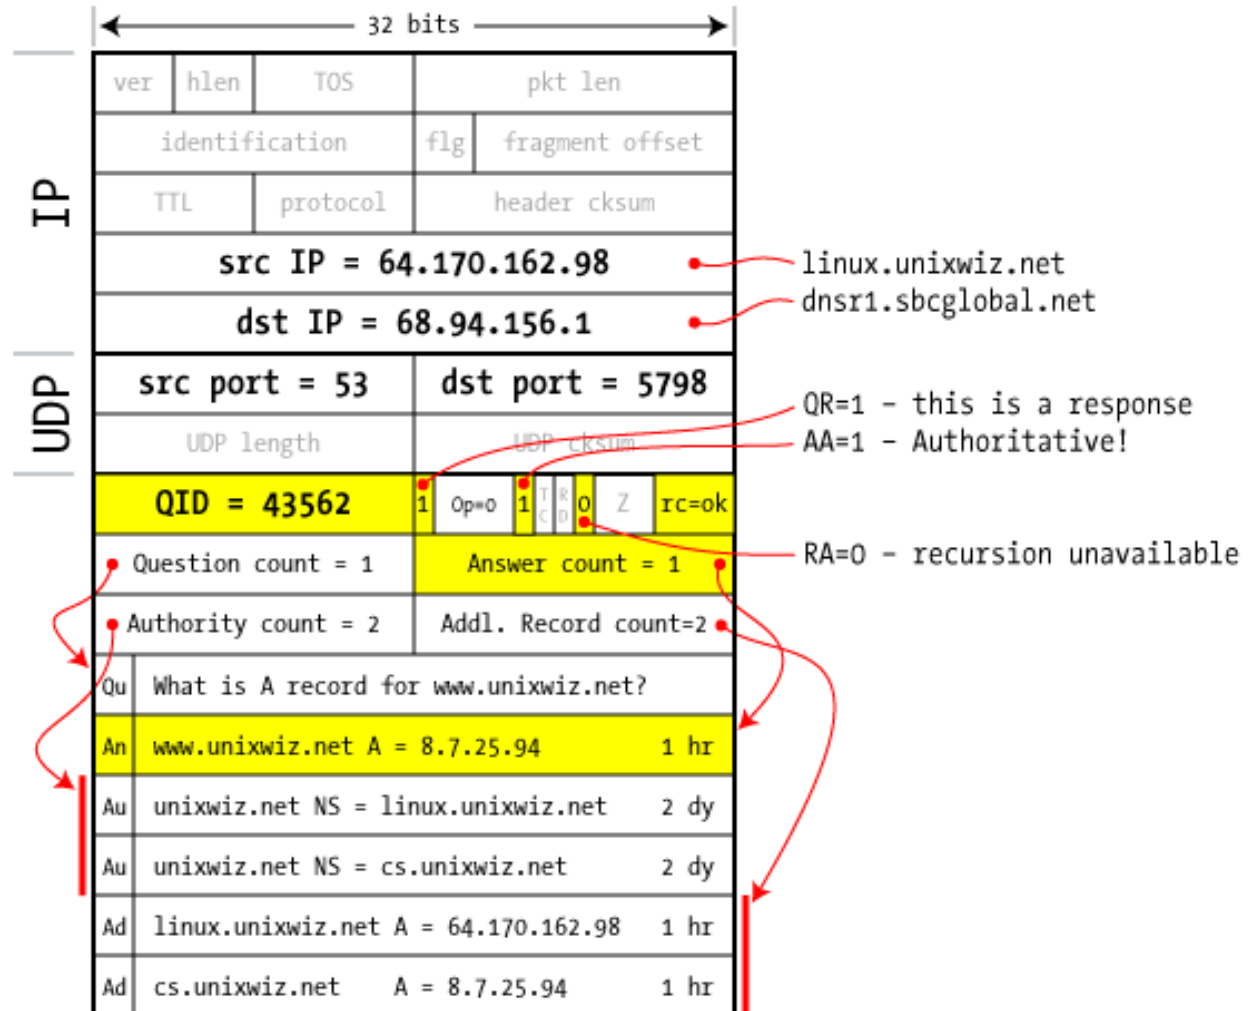 32 bits
ver hlen TOS pkt len
identification flg fragment offset
TTL protocol header cksum
IP
src IP = 64.170.162.98
linux.unixwiz.net
dst IP = 68.94.156.1
dnsr1.sbcglobal.net
UDP
src port = 53 dst port = 5798
QR=1 – this is a response
UDP length UDP cksum
AA=1 – Authoritative!
QID = 43562 1 Op=0 1 TC RD 0 Z rc=ok
RA=0 – recursion unavailable
Question count = 1 Answer count = 1
Authority count = 2 Addl. Record count=2
Qu What is A record for www.unixwiz.net?
An www.unixwiz.net A = 8.7.25.94 1 hr
Au unixwiz.net NS = linux.unixwiz.net 2 dy
Au unixwiz.net NS = cs.unixwiz.net 2 dy
Ad linux.unixwiz.net A = 64.170.162.98 1 hr
Ad cs.unixwiz.net A = 8.7.25.94 1 hr